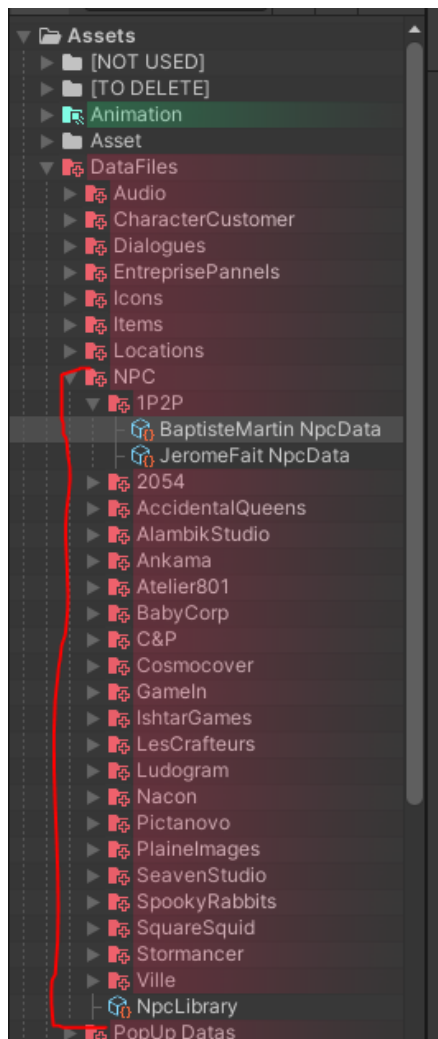 Assets
[NOT USED]
[TO DELETE]
Animation
Asset
DataFiles
Audio
CharacterCustomer
Dialogues
EntreprisePannels
Icons
Items
Locations
NPC
1P2P
BaptisteMartin NpcData
JeromeFait NpcData
2054
AccidentalQueens
AlambikStudio
Ankama
Atelier801
BabyCorp
C&P
Cosmocover
GameIn
IshtarGames
LesCrafteurs
Ludogram
Nacon
Pictanovo
PlaineImages
SeavenStudio
SpookyRabbits
SquareSquid
Stormancer
Ville
NpcLibrary
PopUp Datas